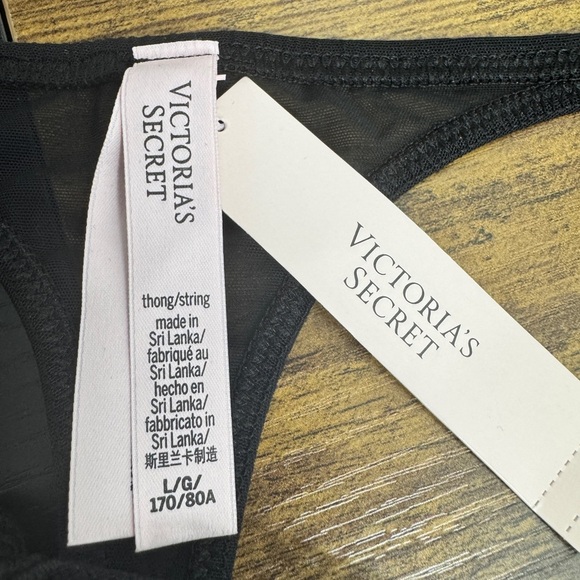 VICTORIA'S
SECRET
thong/string
made in
Sri Lanka/
fabriqué au
Sri Lanka/
hecho en
Sri Lanka/
fabbricato in
Sri Lanka/
斯里兰卡制造
L/G/
170/80A
VICTORIA'S
SECRET